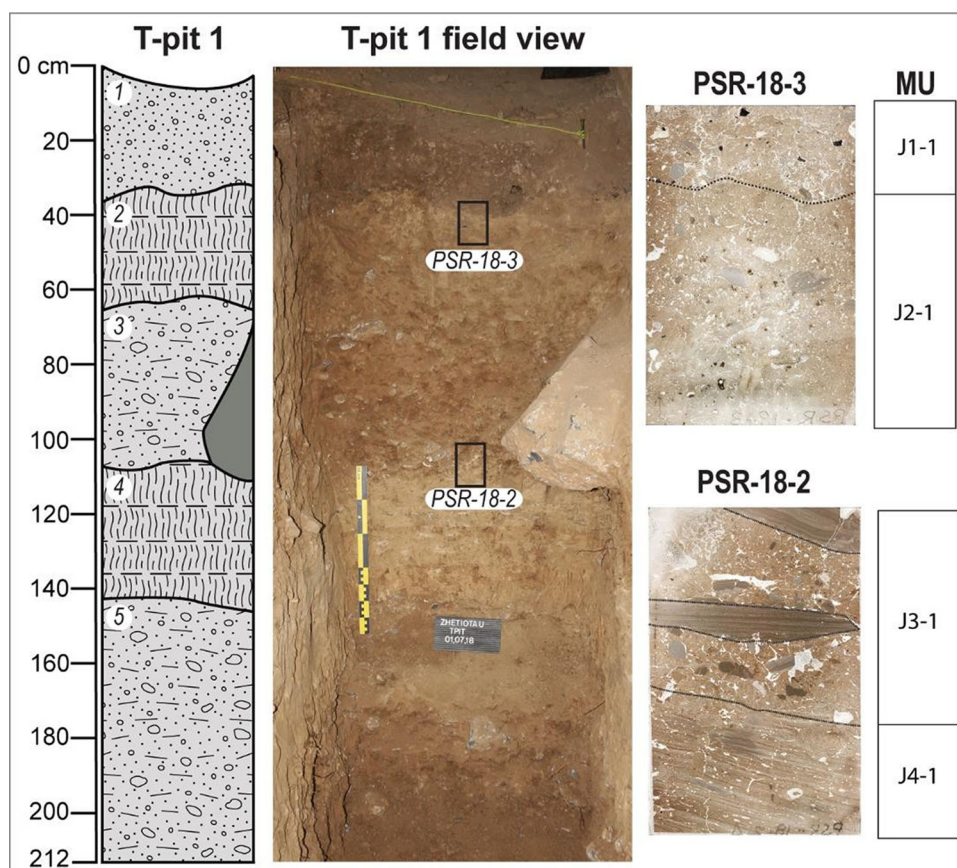 T-pit 1
T-pit 1 field view
PSR-18-3
MU
0 cm
20
40
60
80
100
120
140
160
180
200
212
1
2
3
4
5
PSR-18-3
PSR-18-2
ZHETIOTAU
TPIT
01.07.18
J1-1
J2-1
PSR-18-2
J3-1
J4-1